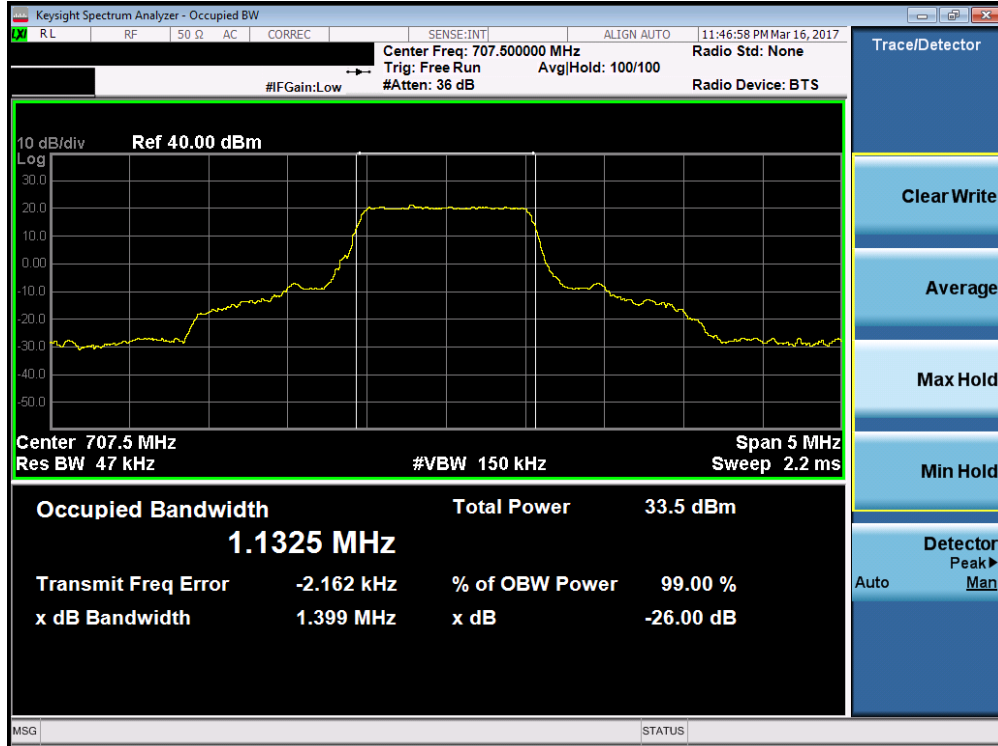 Keysight Spectrum Analyzer - Occupied BW
LXI RL RF 50 Ω AC CORREC SENSE:INT ALIGN AUTO 11:46:58 PM Mar 16, 2017
Center Freq: 707.500000 MHz Radio Std: None
Trig: Free Run Avg|Hold: 100/100
#IFGain:Low #Atten: 36 dB Radio Device: BTS
10 dB/div Ref 40.00 dBm
Log
30.0
20.0
10.0
0.00
-10.0
-20.0
-30.0
-40.0
-50.0
Center 707.5 MHz Span 5 MHz
Res BW 47 kHz #VBW 150 kHz Sweep 2.2 ms
Occupied Bandwidth Total Power 33.5 dBm
1.1325 MHz
Transmit Freq Error -2.162 kHz % of OBW Power 99.00 %
x dB Bandwidth 1.399 MHz x dB -26.00 dB
MSG STATUS
Trace/Detector
Clear Write
Average
Max Hold
Min Hold
Detector
Peak▶
Auto Man